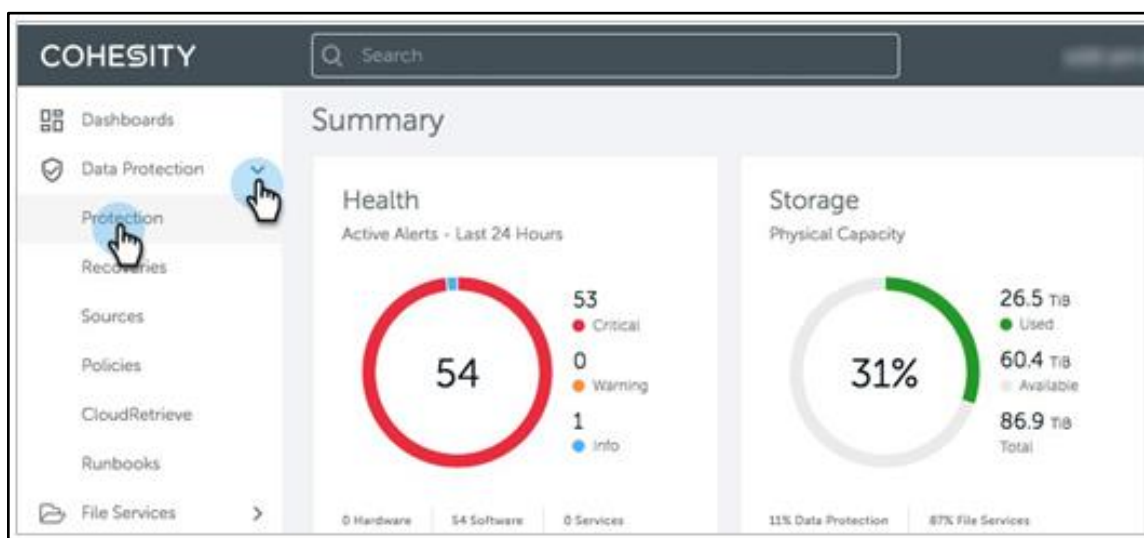 COHESITY
Search
Dashboards
Data Protection
Protection
Recoveries
Sources
Policies
CloudRetrieve
Runbooks
File Services
Summary
Health
Active Alerts - Last 24 Hours
54
53
Critical
0
Warning
1
Info
0 Hardware
54 Software
0 Services
Storage
Physical Capacity
31%
26.5 TiB
Used
60.4 TiB
Available
86.9 TiB
Total
11% Data Protection
87% File Services